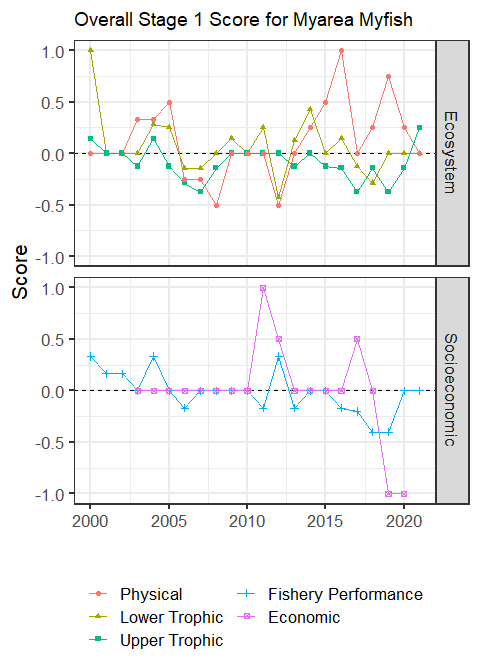 Overall Stage 1 Score for Myarea Myfish
Score
1.0
0.5
0.0
-0.5
-1.0
Ecosystem
1.0
0.5
0.0
-0.5
-1.0
Socioeconomic
2000 2005 2010 2015 2020
Physical Fishery Performance
Lower Trophic Economic
Upper Trophic